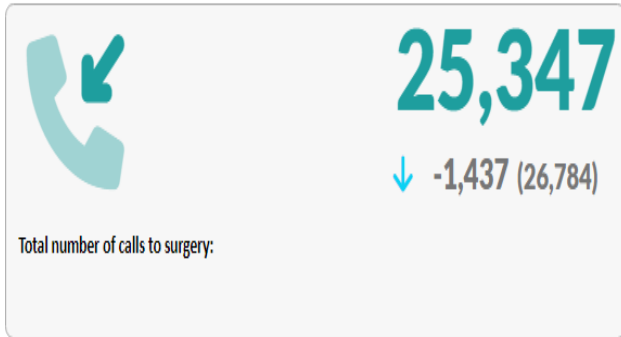 25,347
-1,437 (26,784)
Total number of calls to surgery: